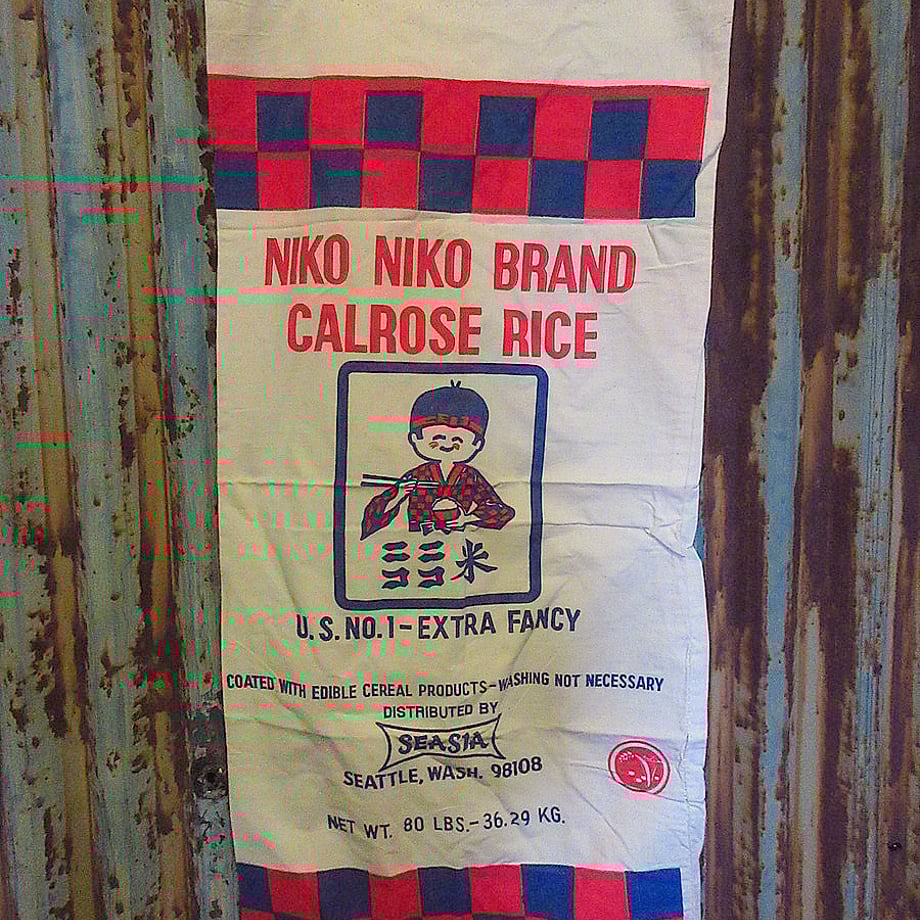 NIKO NIKO BRAND
CALROSE RICE
ニコ ニコ 米
U.S. NO.1-EXTRA FANCY
COATED WITH EDIBLE CEREAL PRODUCTS-WASHING NOT NECESSARY
DISTRIBUTED BY
SEASIA
SEATTLE, WASH. 98108
NET WT. 80 LBS.-36.29 KG.